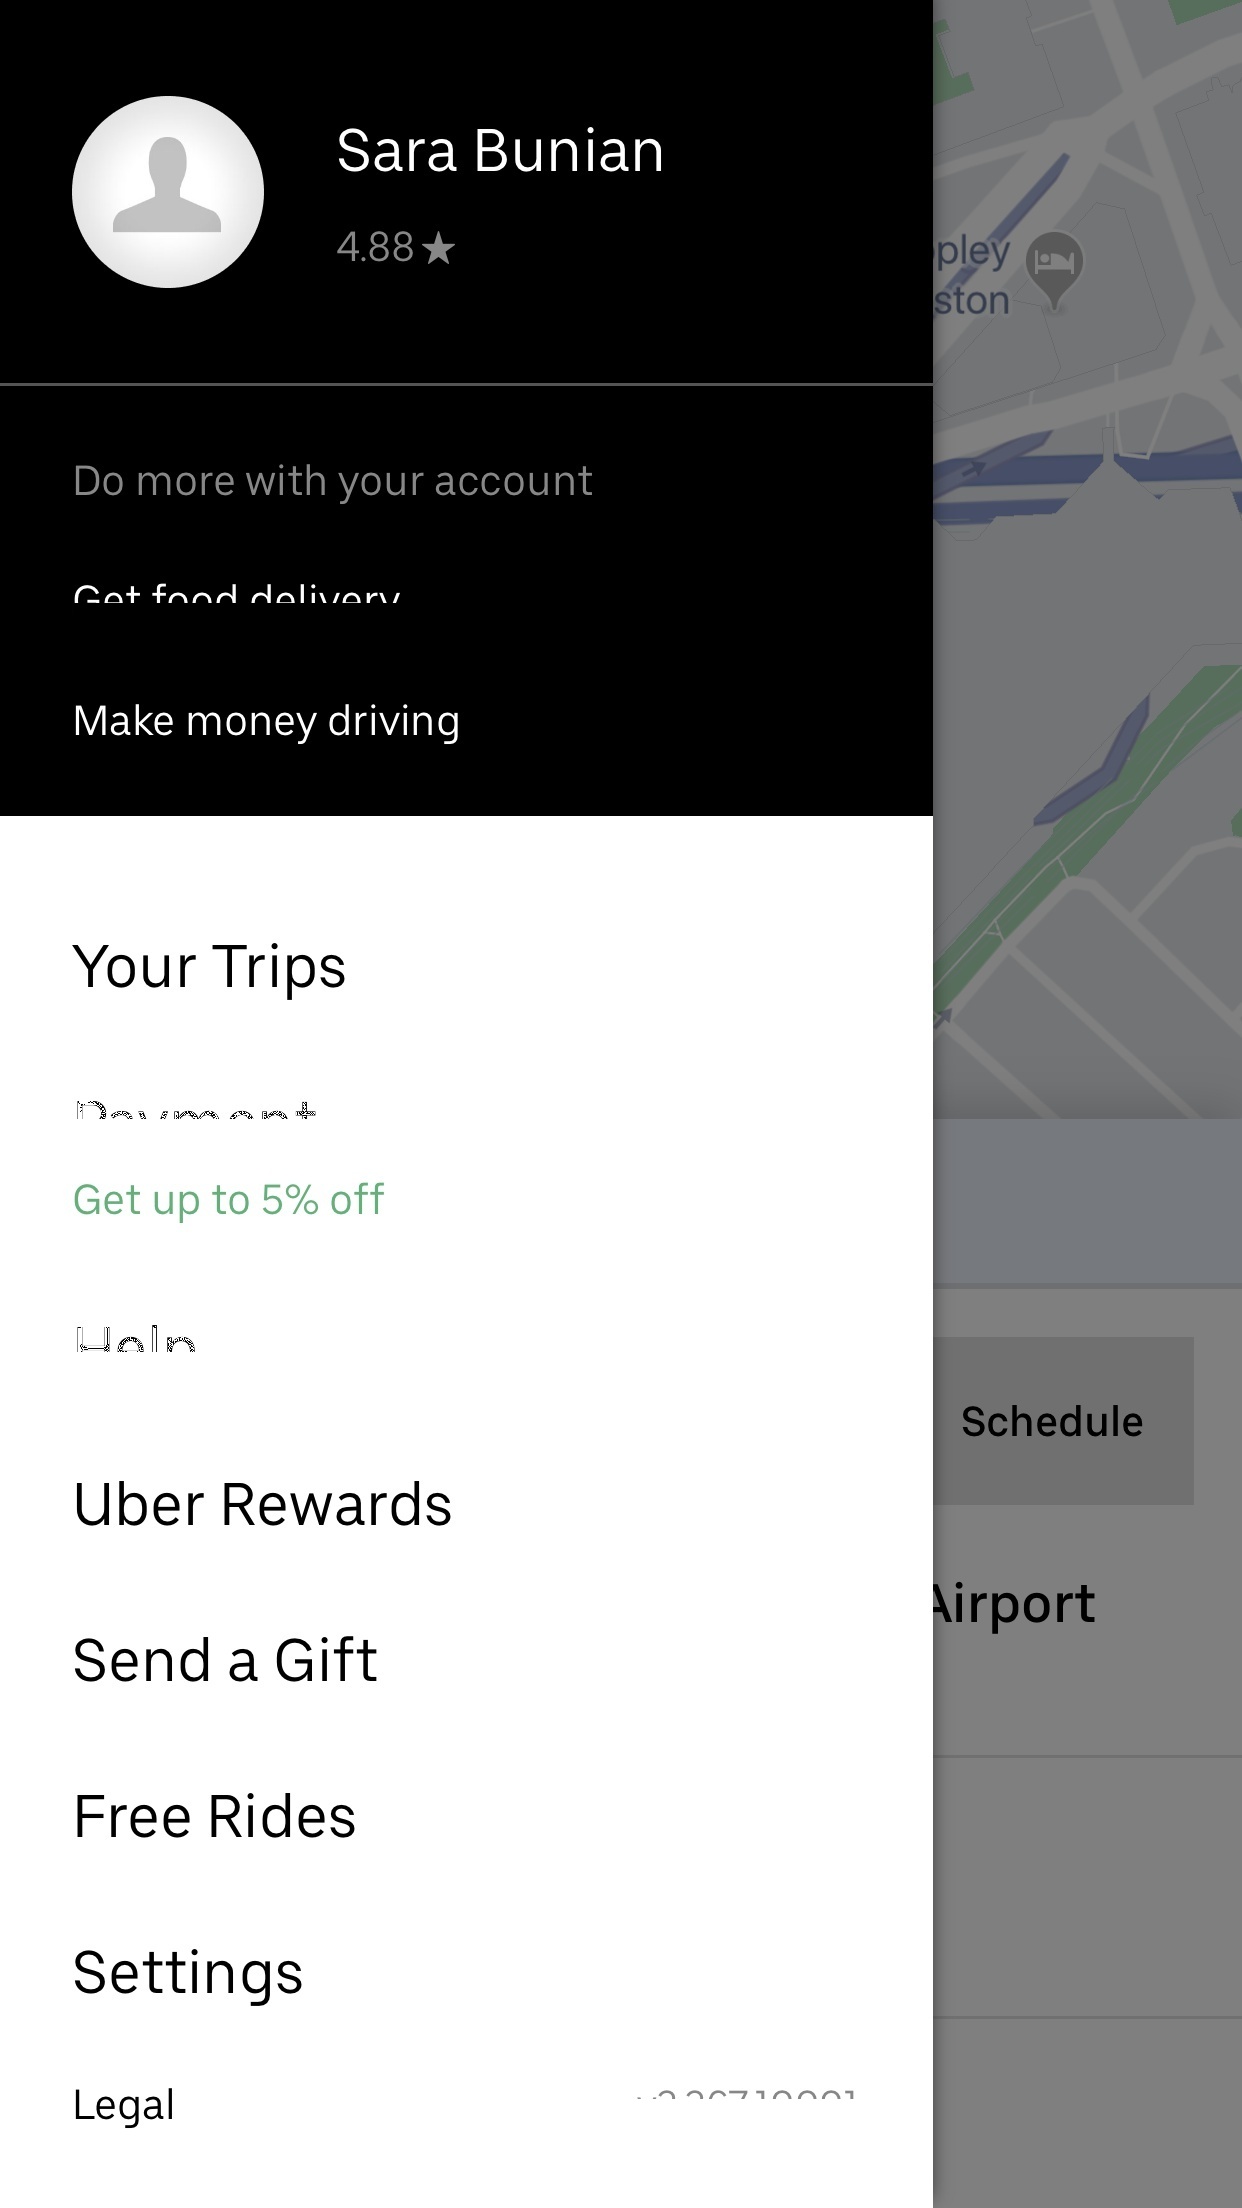 Sara Bunian
4.88★
Do more with your account
Get food delivery
Make money driving
Your Trips
Payment
Get up to 5% off
Help
Uber Rewards
Send a Gift
Free Rides
Settings
Legal
pley
ston
Schedule
Airport